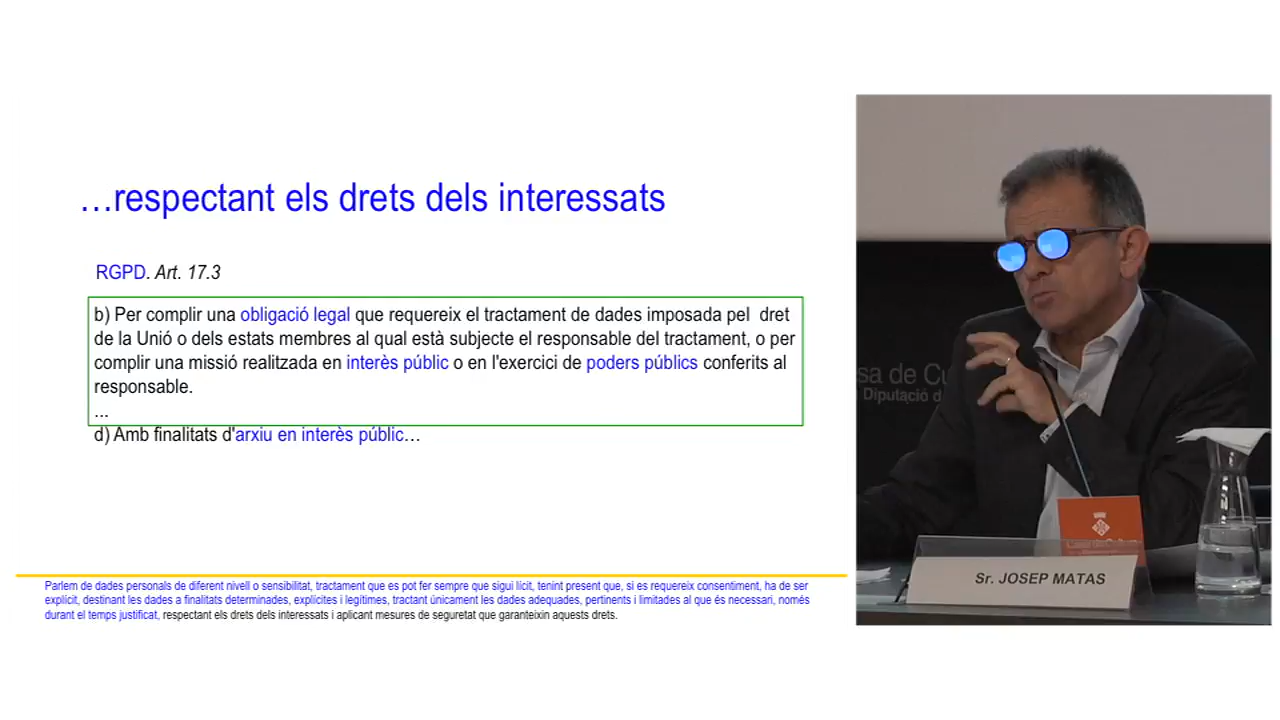 …respectant els drets dels interessats
RGPD. Art. 17.3
b) Per complir una obligació legal que requereix el tractament de dades imposada pel dret
de la Unió o dels estats membres al qual està subjecte el responsable del tractament, o per
complir una missió realitzada en interès públic o en l'exercici de poders públics conferits al
responsable.
...
d) Amb finalitats d'arxiu en interès públic…
Parlem de dades personals de diferent nivell o sensibilitat, tractament que es pot fer sempre que sigui lícit, tenint present que, si es requereix consentiment, ha de ser
explícit, destinant les dades a finalitats determinades, explícites i legítimes, tractant únicament les dades adequades, pertinents i limitades al que és necessari, només
durant el temps justificat, respectant els drets dels interessats i aplicant mesures de seguretat que garanteixin aquests drets.
sa de Cu
Diputació d
Sr. JOSEP MATAS